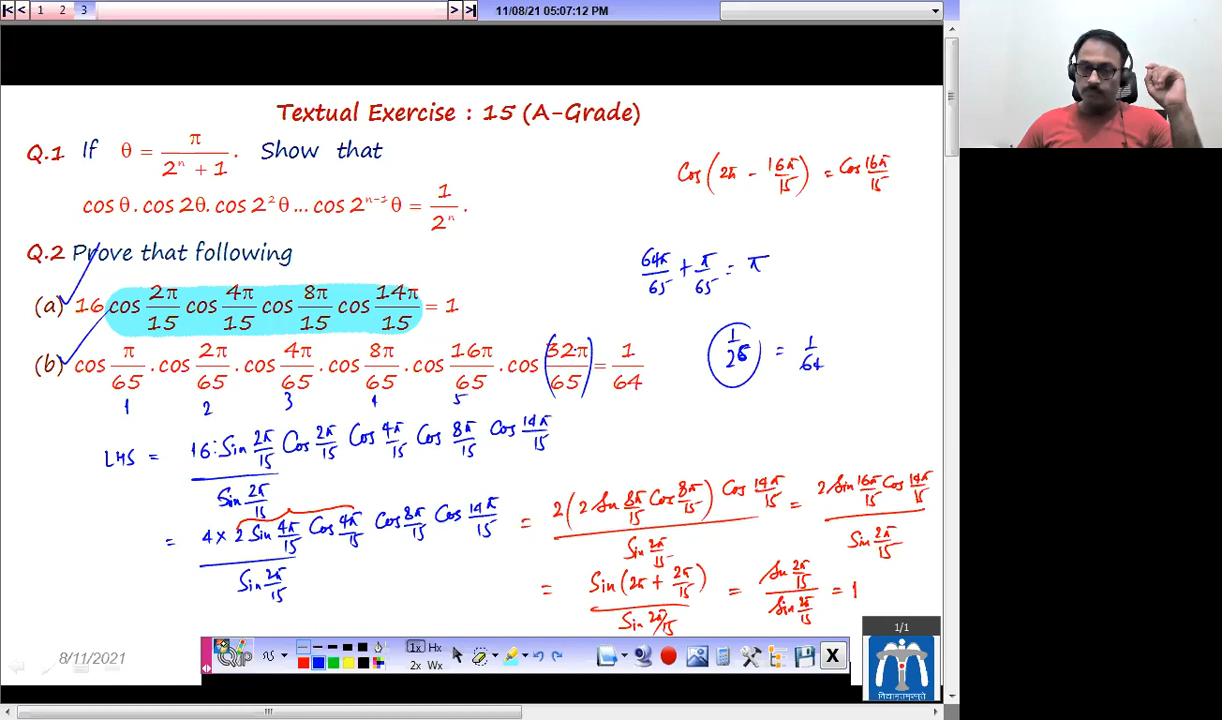 1 2 3
11/08/21 05:07:12 PM
Textual Exercise : 15 (A-Grade)
Q.1 If θ = π / (2ⁿ + 1) . Show that
cos θ. cos 2θ. cos 2²θ ... cos 2ⁿ⁻¹θ = 1/2ⁿ .
Cos(2π - 16π/15) = Cos 16π/15
Q.2 Prove that following
64π/65 + π/65 = π
(a) 16 cos 2π/15 cos 4π/15 cos 8π/15 cos 14π/15 = 1
(b) cos π/65 . cos 2π/65 . cos 4π/65 . cos 8π/65 . cos 16π/65 . cos (32π/65) = 1/64
1/2⁶ = 1/64
1 2 3 4 5
LHS = 16·Sin 2π/15 Cos 2π/15 Cos 4π/15 Cos 8π/15 Cos 14π/15 / Sin 2π/15
= 4 × 2 Sin 4π/15 Cos 4π/15 Cos 8π/15 Cos 14π/15 / Sin 2π/15
= 2(2 Sin 8π/15 Cos 8π/15) Cos 14π/15 / Sin 2π/15 = 2 Sin 16π/15 Cos 14π/15 / Sin 2π/15
= Sin(2π + 2π/15) / Sin 2π/15 = Sin 2π/15 / Sin 2π/15 = 1
1/1
8/11/2021
1x Hx
2x Wx
X